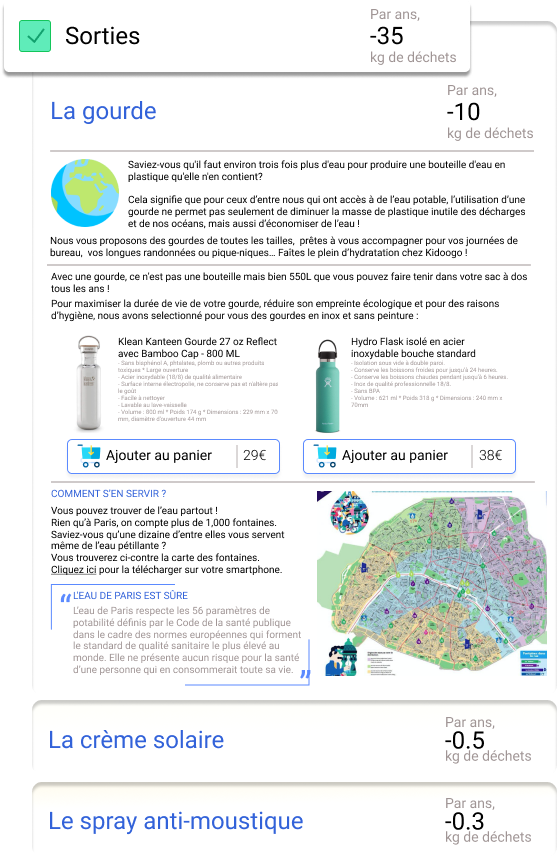 Sorties
Par ans,
-35
kg de déchets
La gourde
Par ans,
-10
kg de déchets
Saviez-vous qu'il faut environ trois fois plus d'eau pour produire une bouteille d'eau en
plastique qu'elle n'en contient?
Cela signifie que pour ceux d'entre nous qui ont accès à de l'eau potable, l'utilisation d'une
gourde ne permet pas seulement de diminuer la masse de plastique inutile des décharges
et de nos océans, mais aussi d'économiser de l'eau !
Nous vous proposons des gourdes de toutes les tailles, prêtes à vous accompagner pour vos journées de
bureau, vos longues randonnées ou pique-niques... Faites le plein d'hydratation chez Kidoogo !
Avec une gourde, ce n'est pas une bouteille mais bien 550L que vous pouvez faire tenir dans votre sac à dos
tous les ans !
Pour maximiser la durée de vie de votre gourde, réduire son empreinte écologique et pour des raisons
d'hygiène, nous avons selectionné pour vous des gourdes en inox et sans peinture :
Klean Kanteen Gourde 27 oz Reflect
avec Bamboo Cap - 800 ML
- Sans bisphénol A, phtalates, plomb ou autres produits
toxiques * Large ouverture
- Acier inoxydable (18/8) de qualité alimentaire
- Surface interne électropolie, ne conserve pas et n'altère pas
le goût
- Facile à nettoyer
- Lavable au lave-vaisselle
- Volume : 800 ml * Poids 174 g * Dimensions : 229 mm x 70
mm, diamètre d'ouverture 44 mm
Hydro Flask isolé en acier
inoxydable bouche standard
- Isolation sous vide à double paroi.
- Conserve les boissons froides pour jusqu'à 24 heures.
- Conserve les boissons chaudes pendant jusqu'à 6 heures.
- Inox de qualité professionnelle 18/8.
- Sans BPA
- Volume : 621 ml * Poids 318 g * Dimensions : 240 mm x
70mm
Ajouter au panier
29€
Ajouter au panier
38€
COMMENT S'EN SERVIR ?
Vous pouvez trouver de l'eau partout !
Rien qu'à Paris, on compte plus de 1,000 fontaines.
Saviez-vous qu'une dizaine d'entre elles vous servent
même de l'eau pétillante ?
Vous trouverez ci-contre la carte des fontaines.
Cliquez ici pour la télécharger sur votre smartphone.
“ L'EAU DE PARIS EST SÛRE
L'eau de Paris respecte les 56 paramètres de
potabilité définis par le Code de la santé publique
dans le cadre des normes européennes qui forment
le standard de qualité sanitaire le plus élevé au
monde. Elle ne présente aucun risque pour la santé
d'une personne qui en consommerait toute sa vie. ”
La crème solaire
Par ans,
-0.5
kg de déchets
Le spray anti-moustique
Par ans,
-0.3
kg de déchets